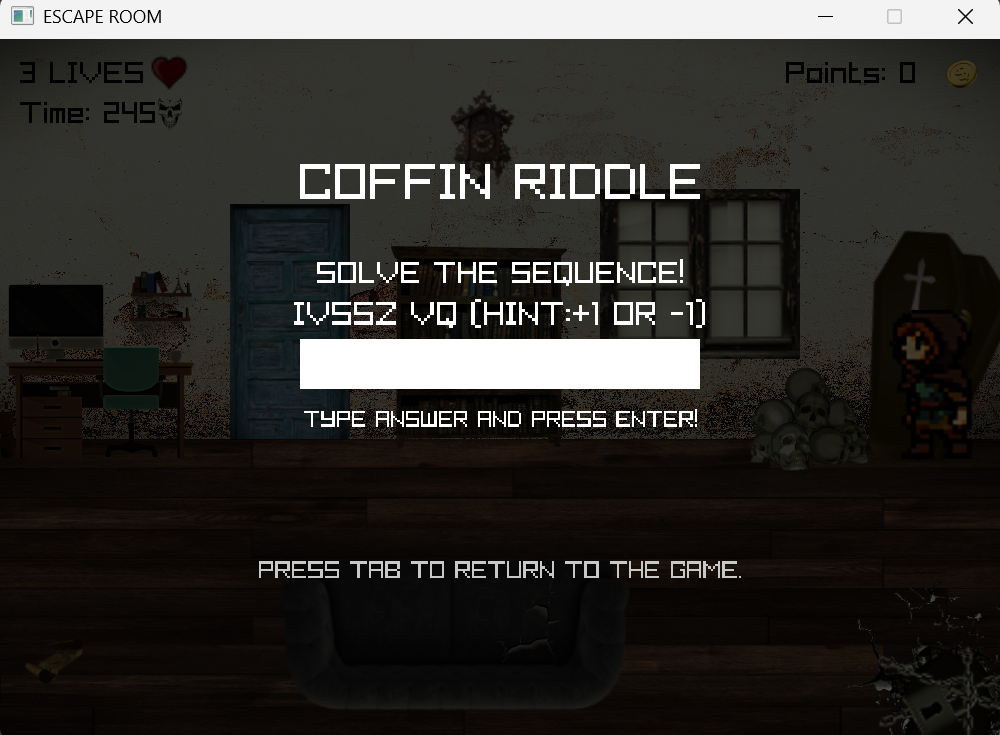 ESCAPE ROOM
3 LIVES
Points: 0
Time: 245
COFFIN RIDDLE
SOLVE THE SEQUENCE!
IVSSZ VQ (HINT:+1 OR -1)
TYPE ANSWER AND PRESS ENTER!
PRESS TAB TO RETURN TO THE GAME.